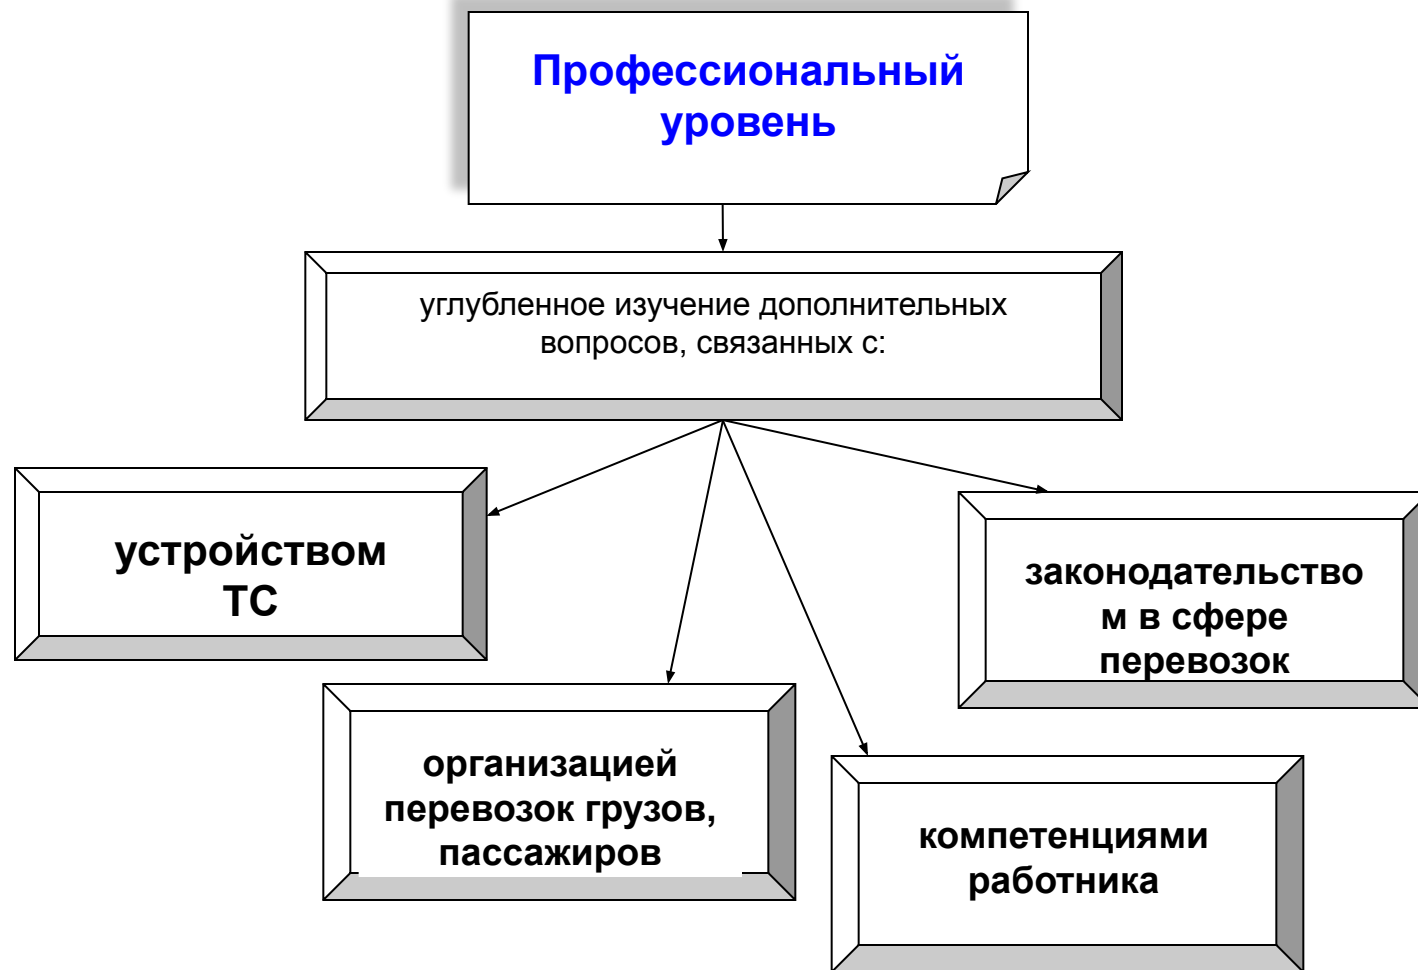 Профессиональный
уровень
углубленное изучение дополнительных
вопросов, связанных с:
устройством
ТС
законодательство
м в сфере
перевозок
организацией
перевозок грузов,
пассажиров
компетенциями
работника